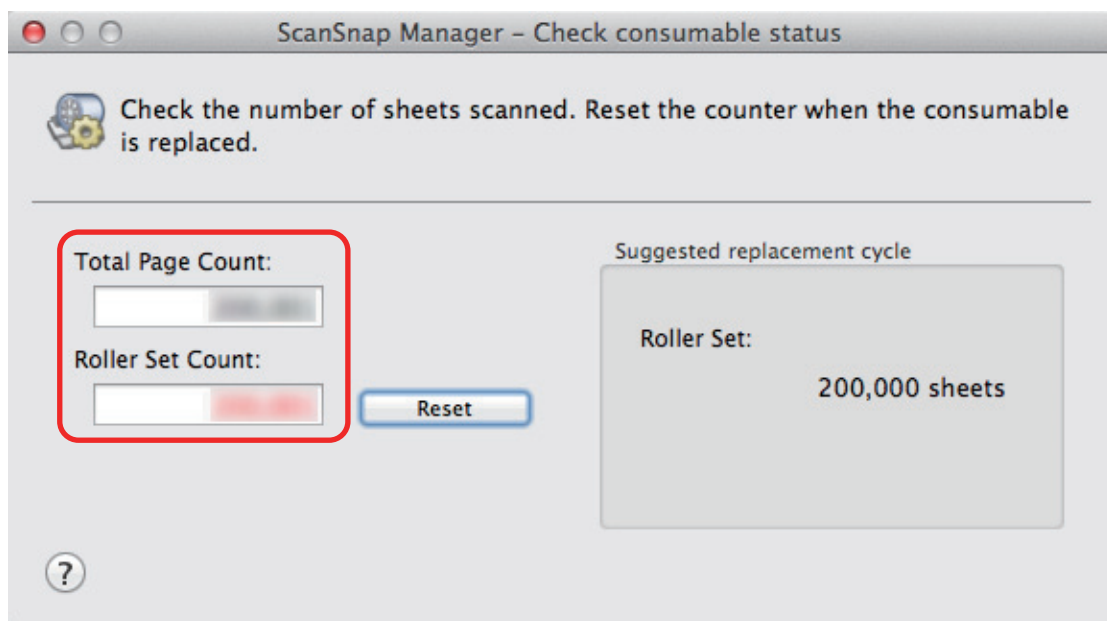 ScanSnap Manager – Check consumable status
Check the number of sheets scanned. Reset the counter when the consumable
is replaced.
Total Page Count:
Suggested replacement cycle
Roller Set Count:
Reset
Roller Set:
200,000 sheets
?